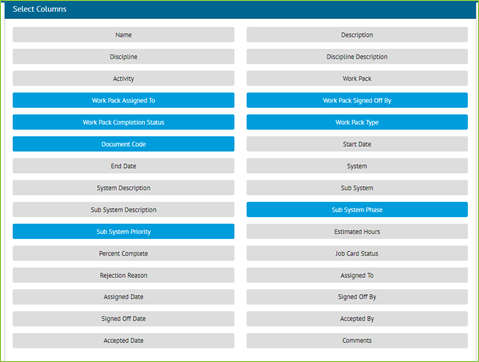 Select Columns
Name
Description
Discipline
Discipline Description
Activity
Work Pack
Work Pack Assigned To
Work Pack Signed Off By
Work Pack Completion Status
Work Pack Type
Document Code
Start Date
End Date
System
System Description
Sub System
Sub System Description
Sub System Phase
Sub System Priority
Estimated Hours
Percent Complete
Job Card Status
Rejection Reason
Assigned To
Assigned Date
Signed Off By
Signed Off Date
Accepted By
Accepted Date
Comments